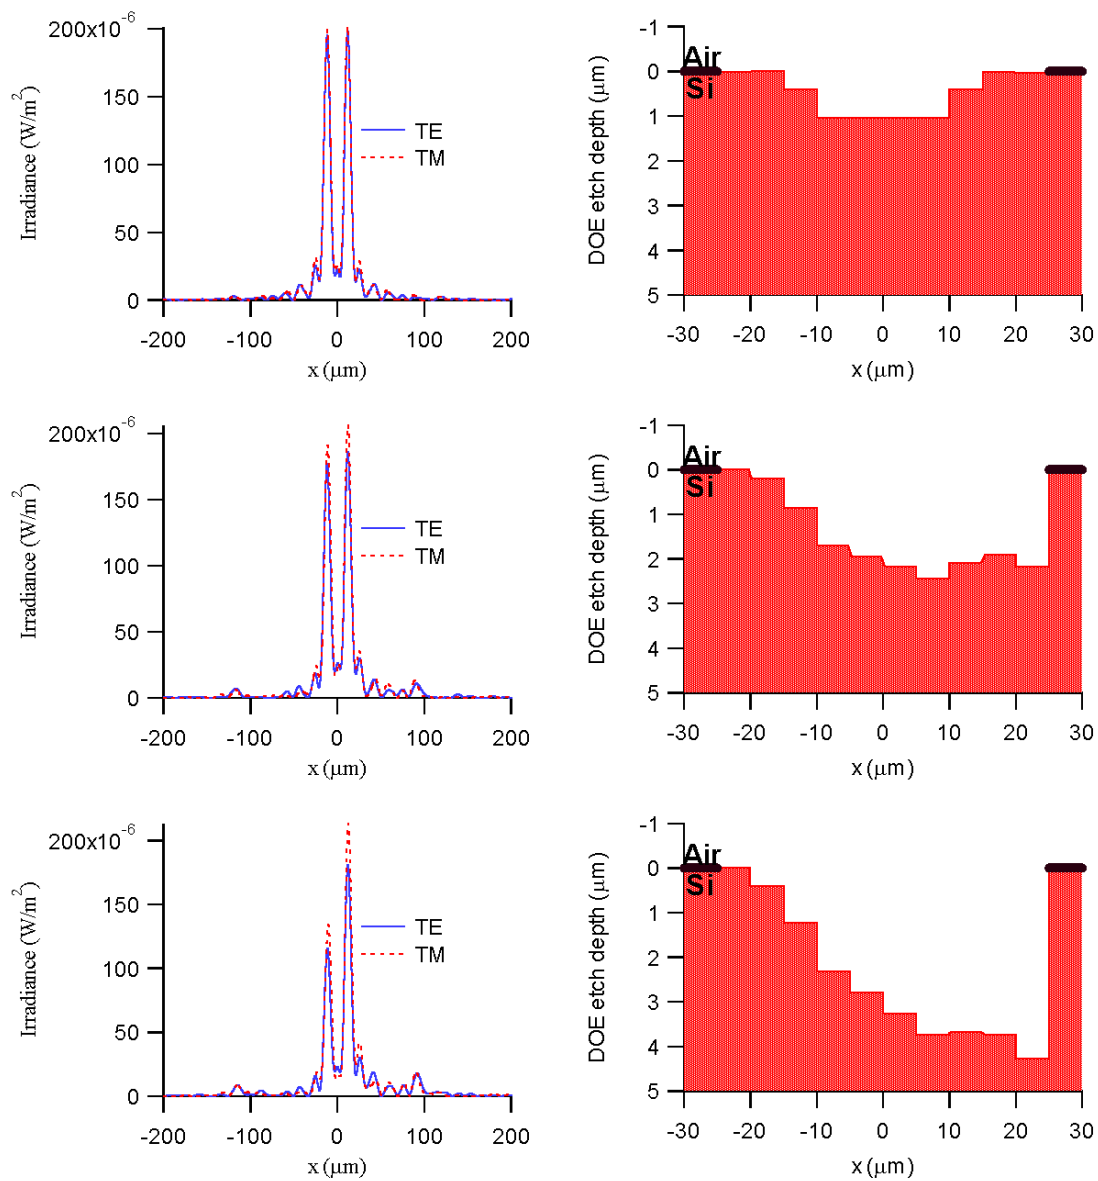 200x10-6
150
100
50
0
Irradiance (W/m2)
TE
TM
-200 -100 0 100 200
x (μm)
-1
0
1
2
3
4
5
DOE etch depth (μm)
Air
Si
-30 -20 -10 0 10 20 30
x (μm)
200x10-6
150
100
50
0
Irradiance (W/m2)
TE
TM
-200 -100 0 100 200
x (μm)
-1
0
1
2
3
4
5
DOE etch depth (μm)
Air
Si
-30 -20 -10 0 10 20 30
x (μm)
200x10-6
150
100
50
0
Irradiance (W/m2)
TE
TM
-200 -100 0 100 200
x (μm)
-1
0
1
2
3
4
5
DOE etch depth (μm)
Air
Si
-30 -20 -10 0 10 20 30
x (μm)